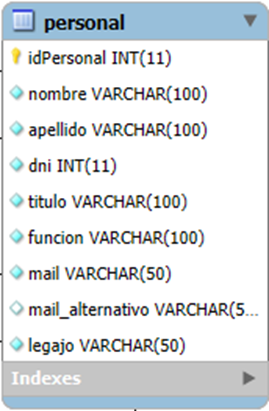 personal
idPersonal INT(11)
nombre VARCHAR(100)
apellido VARCHAR(100)
dni INT(11)
titulo VARCHAR(100)
funcion VARCHAR(100)
mail VARCHAR(50)
mail_alternativo VARCHAR(5...
legajo VARCHAR(50)
Indexes